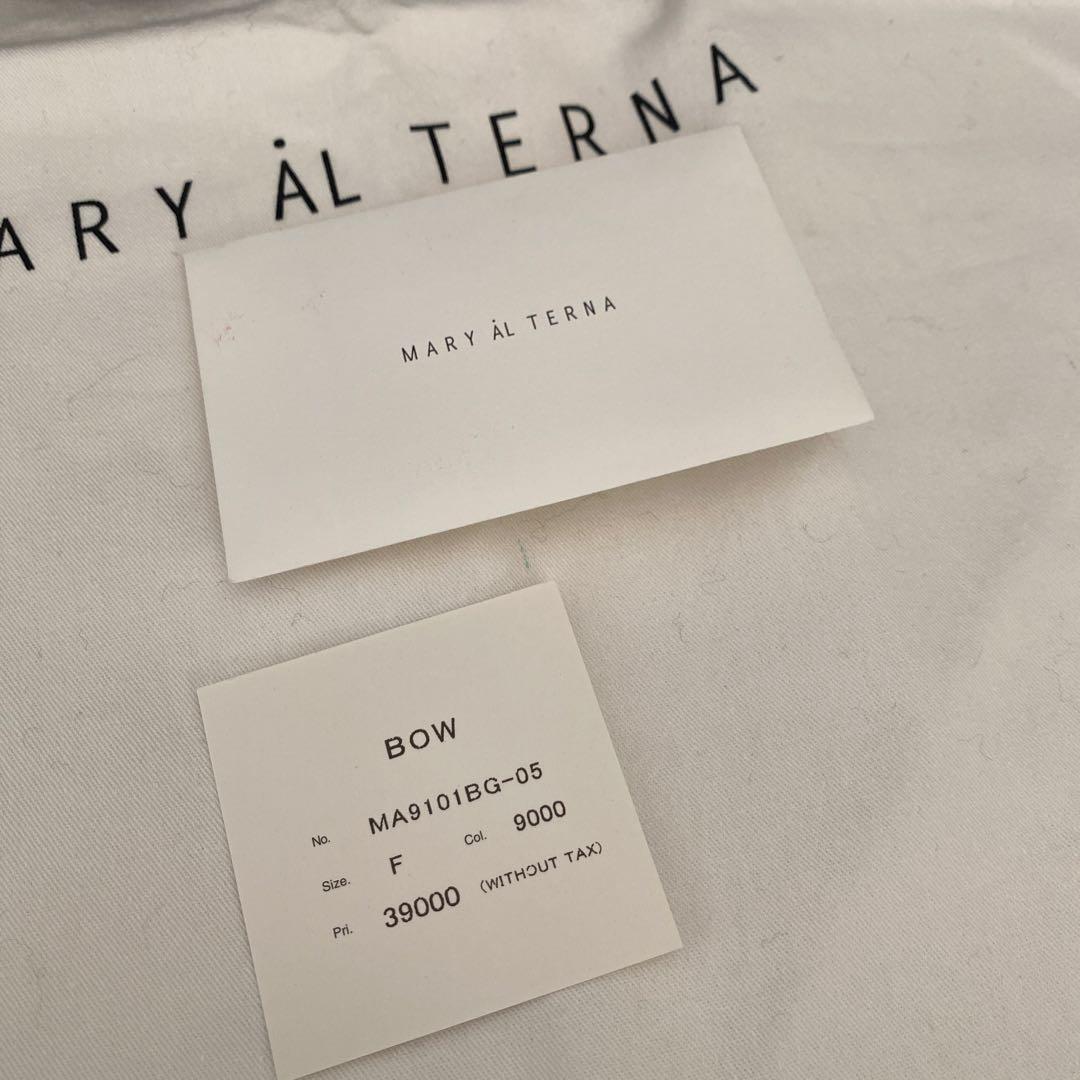 ARY ÅL TERNA
MARY ÅL TERNA
BOW
No. MA9101BG-05
Size. F Col. 9000
Pri. 39000 (WITHOUT TAX)